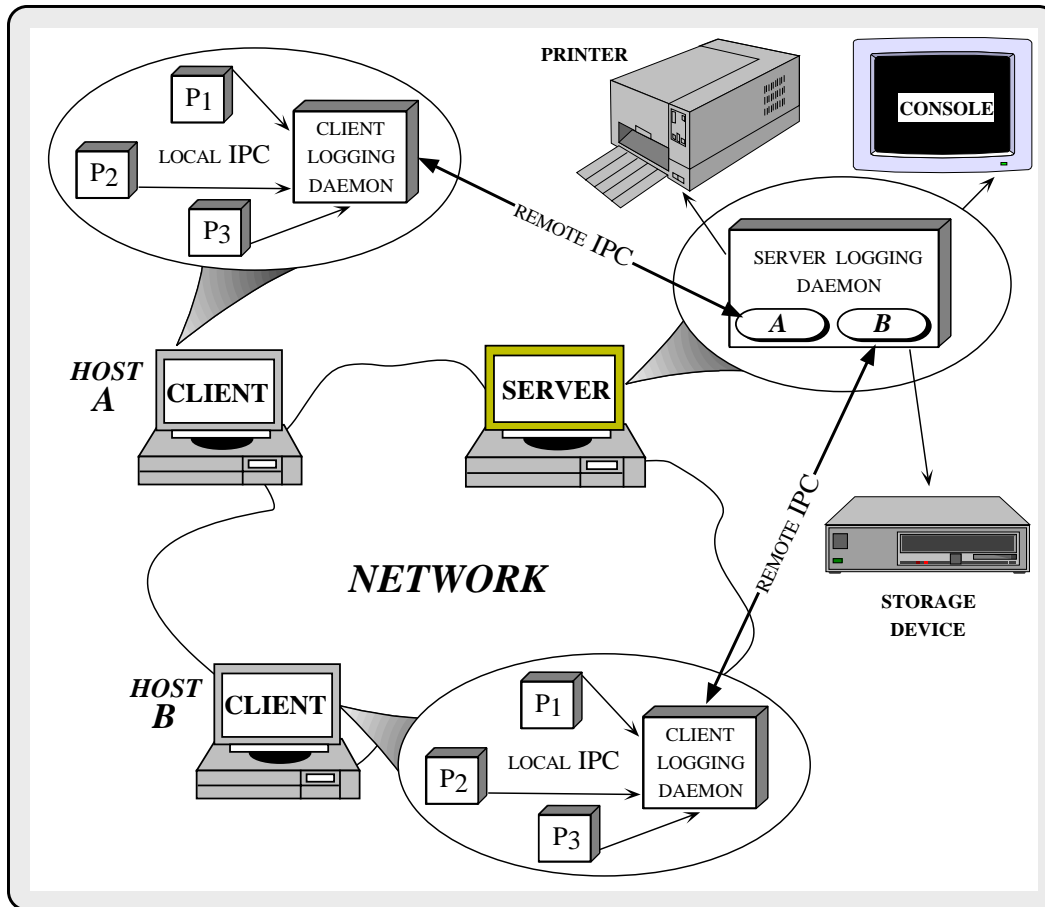 PRINTER
CONSOLE
P1
P2
P3
LOCAL IPC
CLIENT
LOGGING
DAEMON
REMOTE IPC
SERVER LOGGING
DAEMON
A
B
HOST
A
CLIENT
SERVER
REMOTE IPC
STORAGE
DEVICE
NETWORK
HOST
B
CLIENT
P1
P2
P3
LOCAL IPC
CLIENT
LOGGING
DAEMON